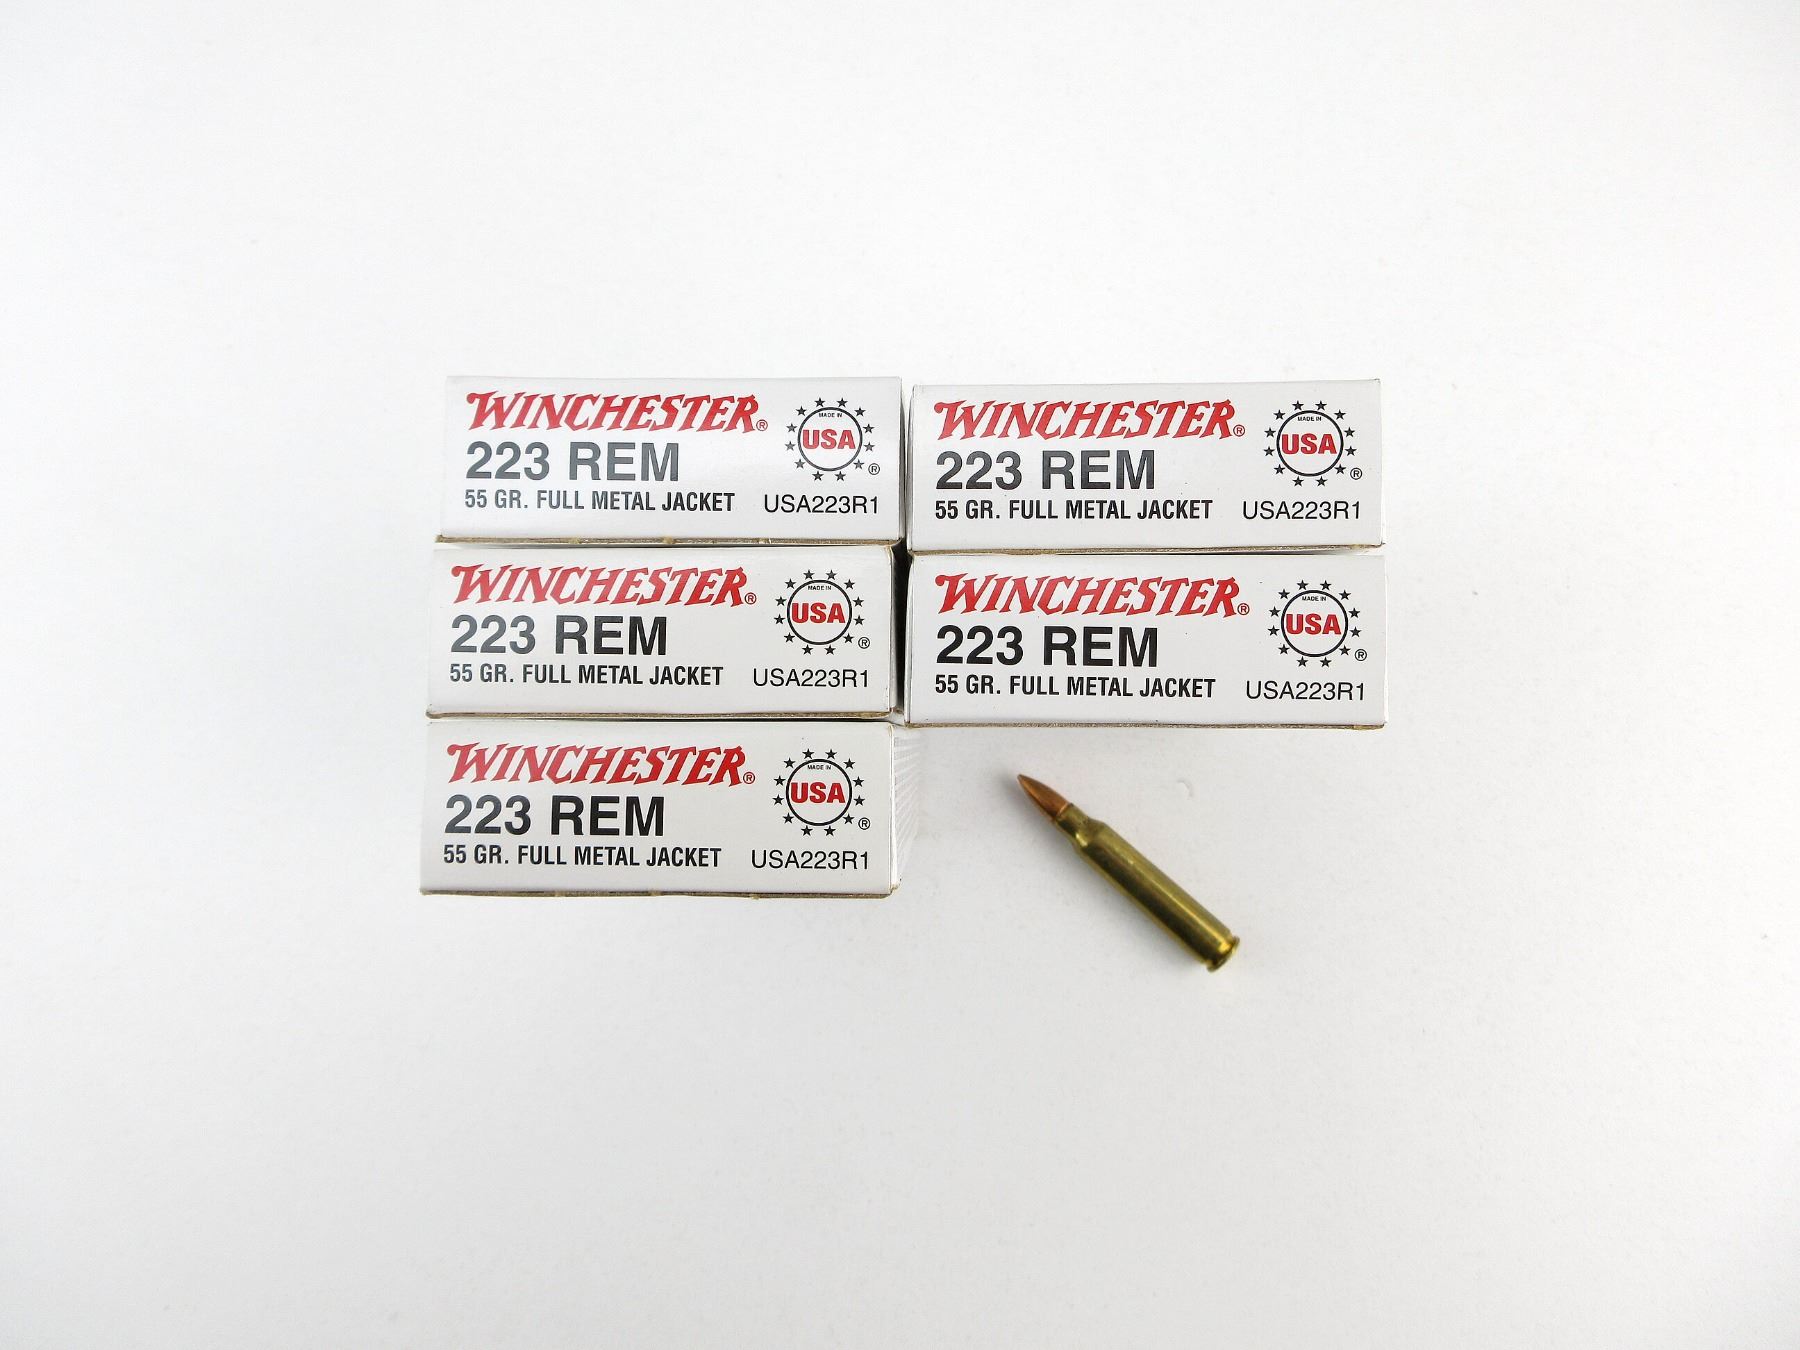 WINCHESTER®
223 REM
55 GR. FULL METAL JACKET
MADE IN
USA
®
USA223R1
WINCHESTER®
223 REM
55 GR. FULL METAL JACKET
MADE IN
USA
®
USA223R1
WINCHESTER®
223 REM
55 GR. FULL METAL JACKET
MADE IN
USA
®
USA223R1
WINCHESTER®
223 REM
55 GR. FULL METAL JACKET
MADE IN
USA
®
USA223R1
WINCHESTER®
223 REM
55 GR. FULL METAL JACKET
MADE IN
USA
®
USA223R1